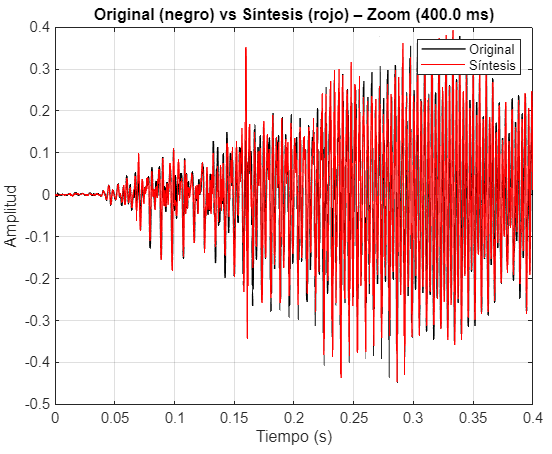 Original (negro) vs Síntesis (rojo) – Zoom (400.0 ms)
Original
Síntesis
0.4
0.3
0.2
0.1
0
-0.1
-0.2
-0.3
-0.4
-0.5
Amplitud
0 0.05 0.1 0.15 0.2 0.25 0.3 0.35 0.4
Tiempo (s)